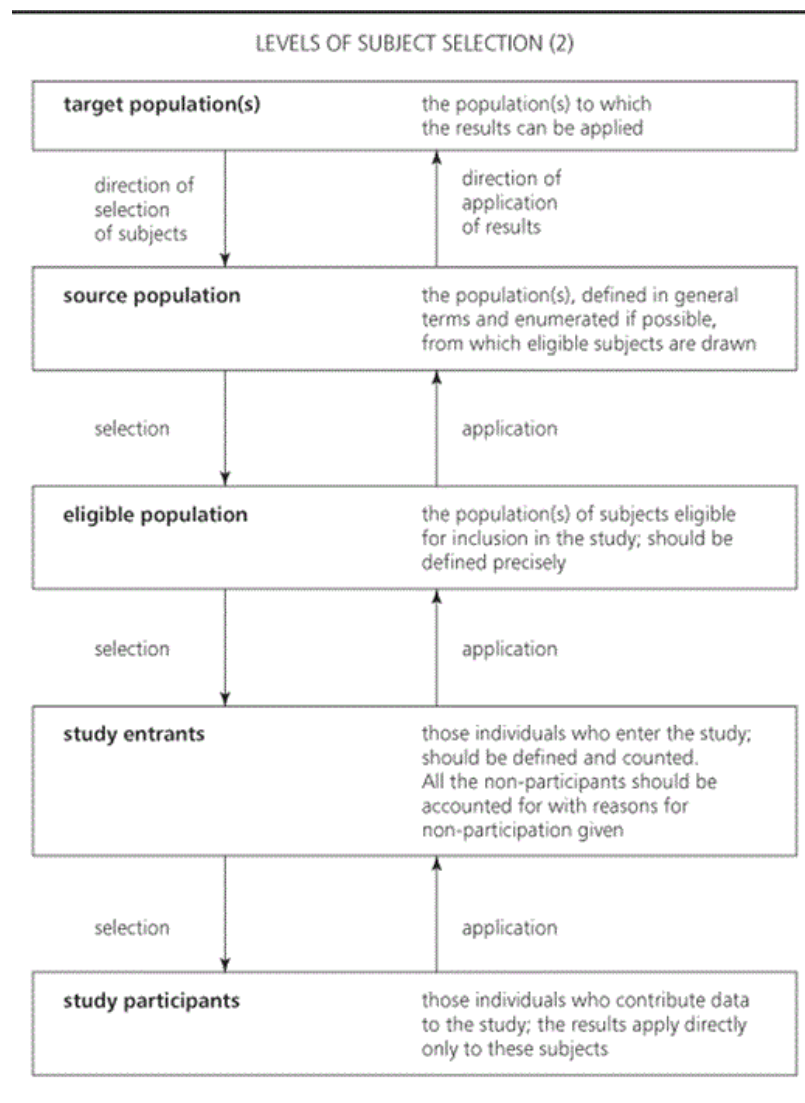 LEVELS OF SUBJECT SELECTION (2)
target population(s)
the population(s) to which
the results can be applied
direction of
selection
of subjects
direction of
application
of results
source population
the population(s), defined in general
terms and enumerated if possible,
from which eligible subjects are drawn
selection
application
eligible population
the population(s) of subjects eligible
for inclusion in the study; should be
defined precisely
selection
application
study entrants
those individuals who enter the study;
should be defined and counted.
All the non-participants should be
accounted for with reasons for
non-participation given
selection
application
study participants
those individuals who contribute data
to the study; the results apply directly
only to these subjects